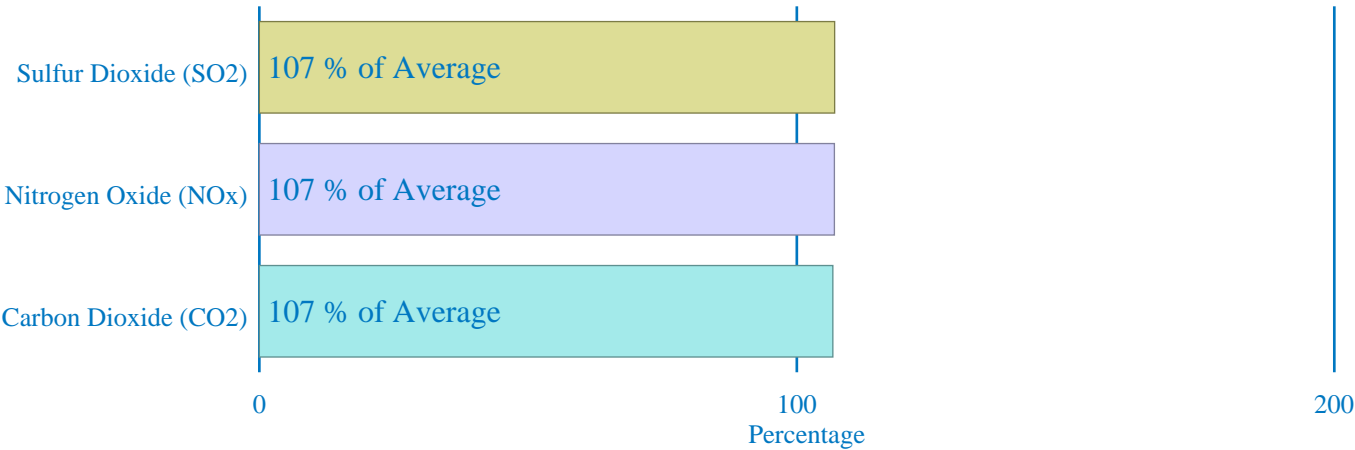 Sulfur Dioxide (SO2)
107 % of Average
Nitrogen Oxide (NOx)
107 % of Average
Carbon Dioxide (CO2)
107 % of Average
0
100
200
Percentage